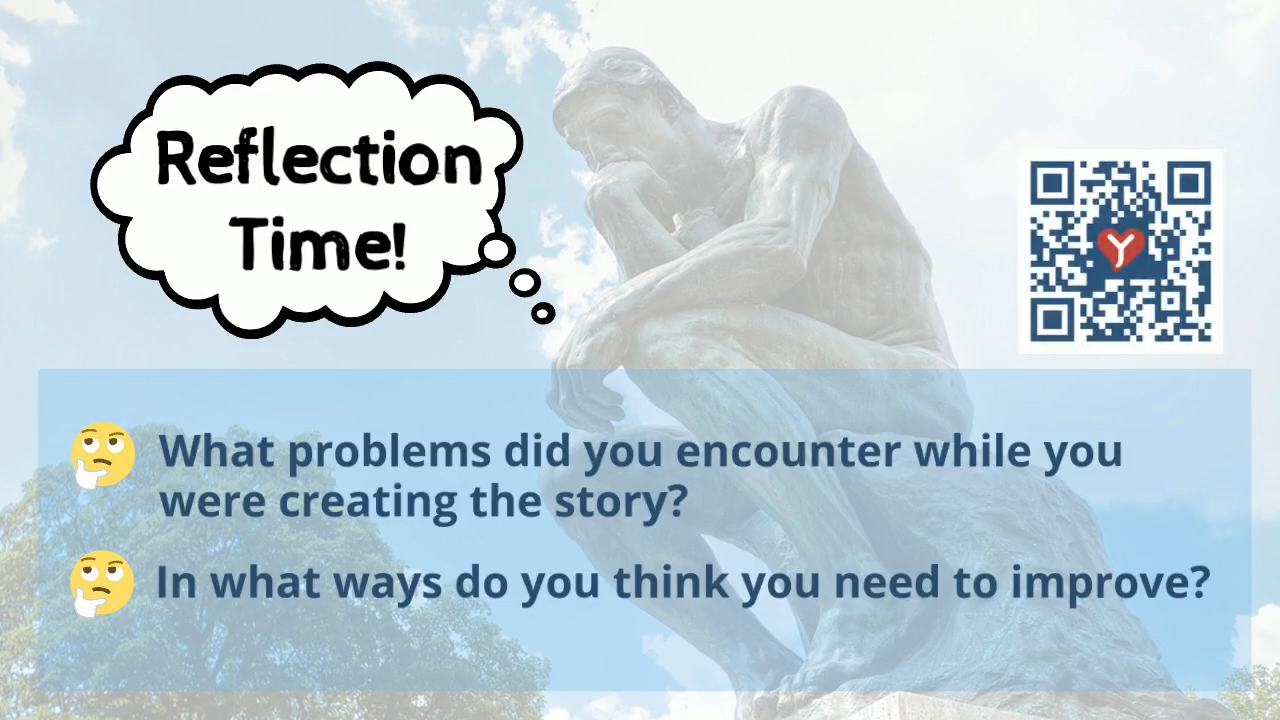 Reflection
Time!
Y
What problems did you encounter while you
were creating the story?
In what ways do you think you need to improve?